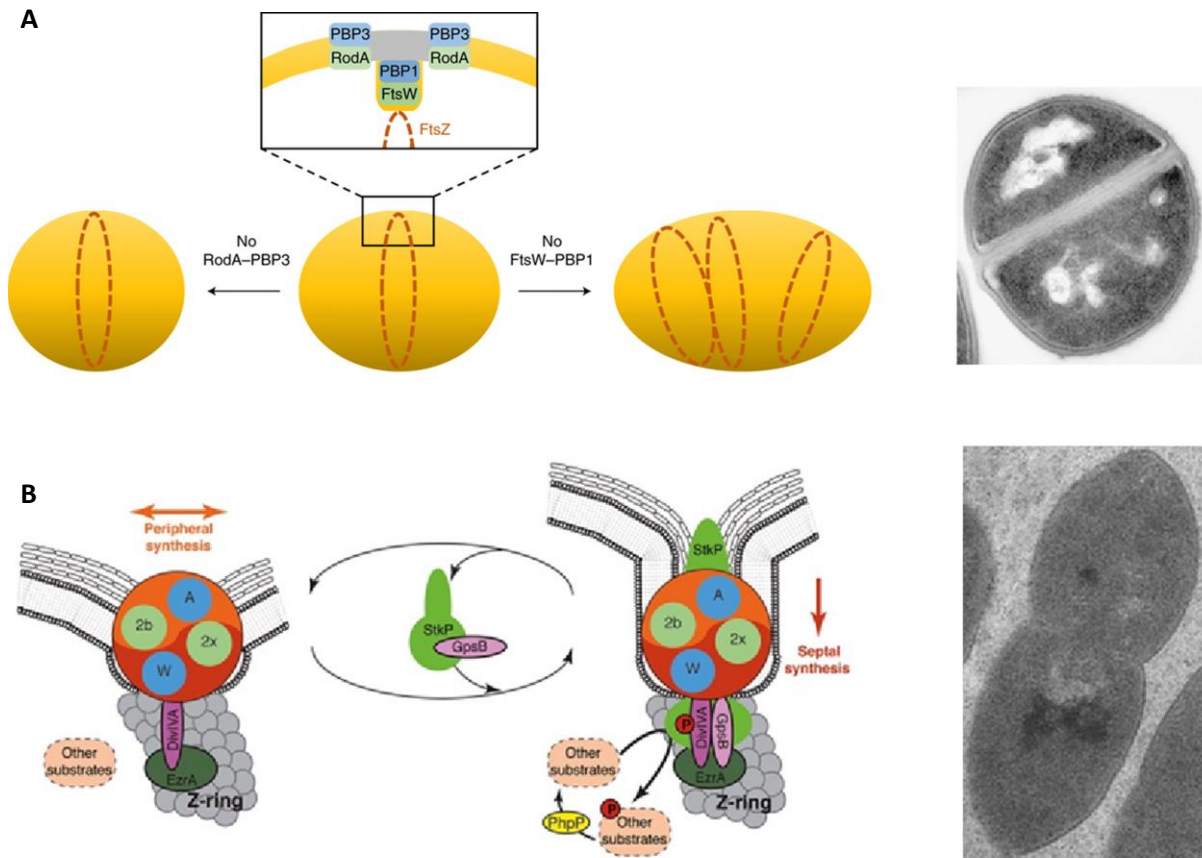 A
PBP3
PBP3
RodA
RodA
PBP1
FtsW
FtsZ
No
RodA–PBP3
No
FtsW–PBP1
B
Peripheral
synthesis
A
2b
2x
W
DivIVA
EzrA
Other
substrates
Z-ring
StkP
GpsB
StkP
A
2b
2x
W
Septal
synthesis
P
DivIVA
GpsB
EzrA
Z-ring
Other
substrates
P
Other
substrates
PhpP